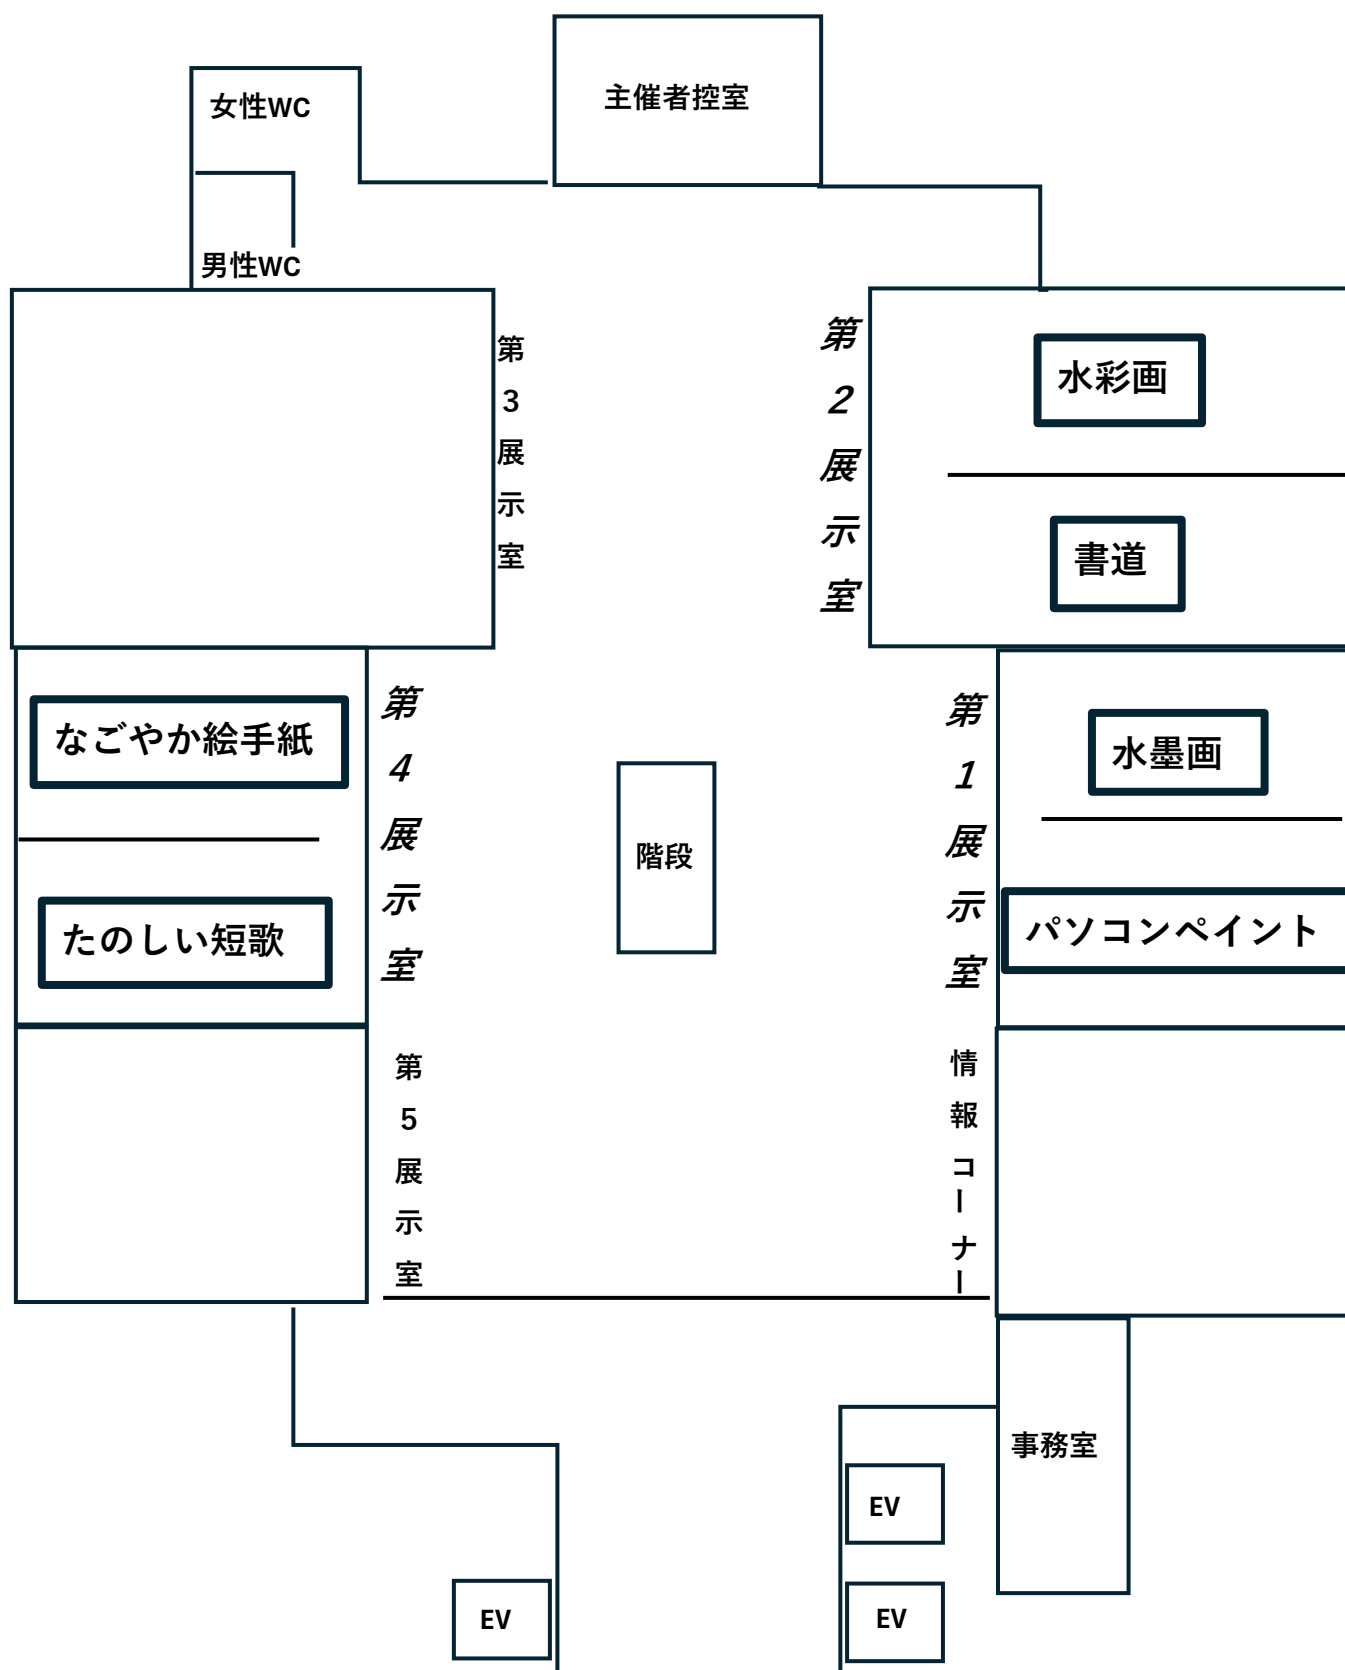 主催者控室
女性WC
男性WC
第3展示室
第2展示室
水彩画
書道
なごやか絵手紙
たのしい短歌
第4展示室
階段
第1展示室
水墨画
パソコンペイント
第5展示室
情報コーナー
事務室
EV
EV
EV